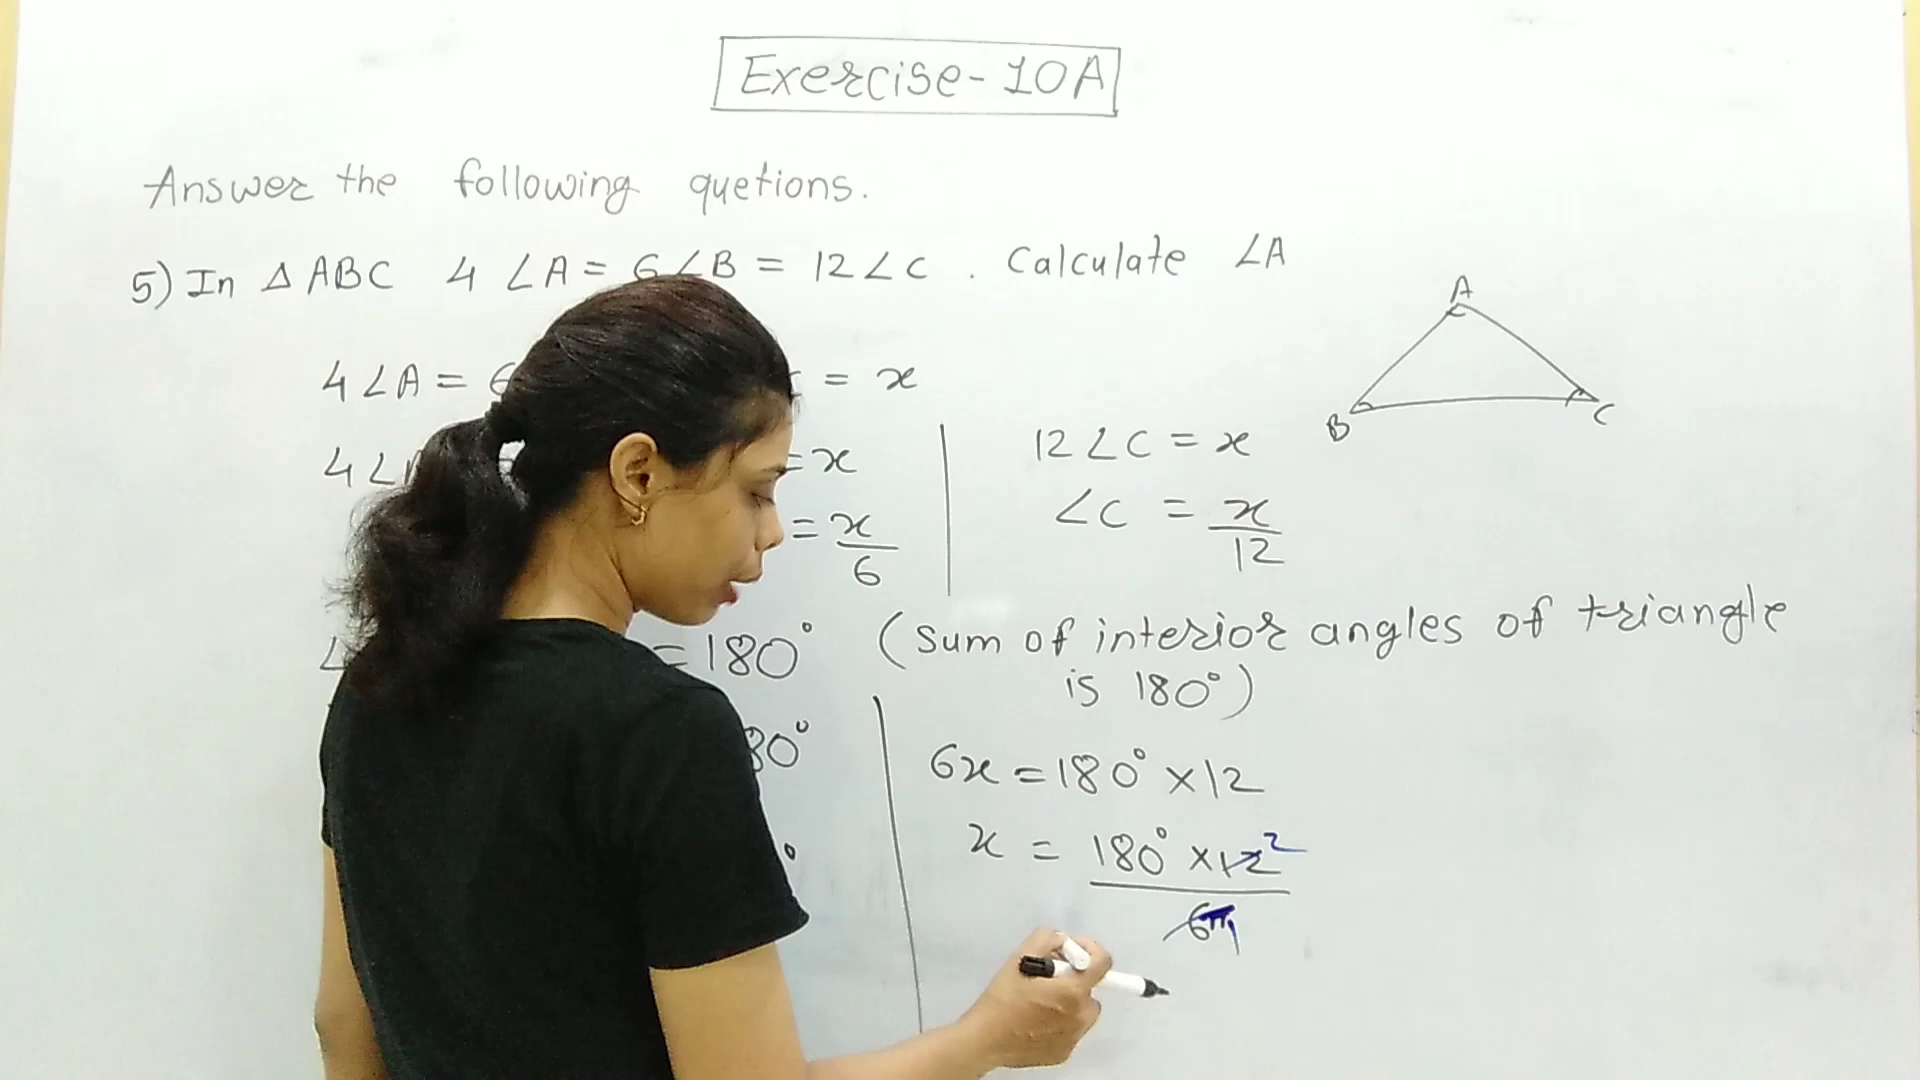 Exercise-10A
Answer the following quetions.
5) In △ ABC 4 ∠A = 6∠B = 12∠C . Calculate ∠A
4∠A = = x
4∠ = x
= x/6
12∠C = x
∠C = x/12
A
B
C
= 180° (Sum of interior angles of triangle
is 180°)
6x = 180° × 12
x = 180° × 12 2
6 1